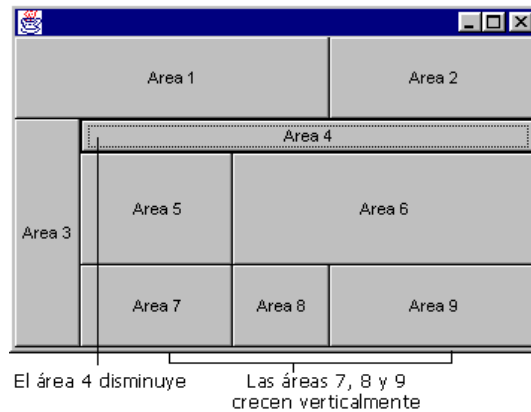 Area 1
Area 2
Area 4
Area 3
Area 5
Area 6
Area 7
Area 8
Area 9
El área 4 disminuye
Las áreas 7, 8 y 9
crecen verticalmente